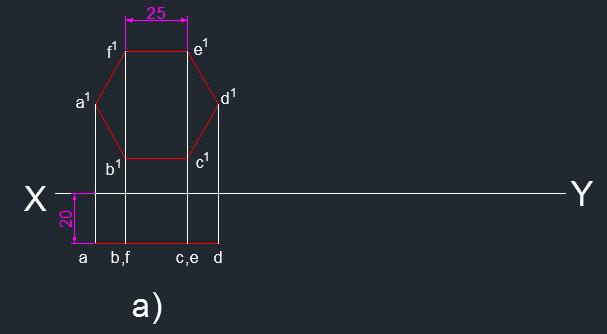 25
f¹ e¹
a¹ d¹
b¹ c¹
X Y
20
a b,f c,e d
a)